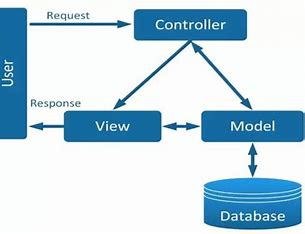 Request
Controller
User
Response
View
Model
Database